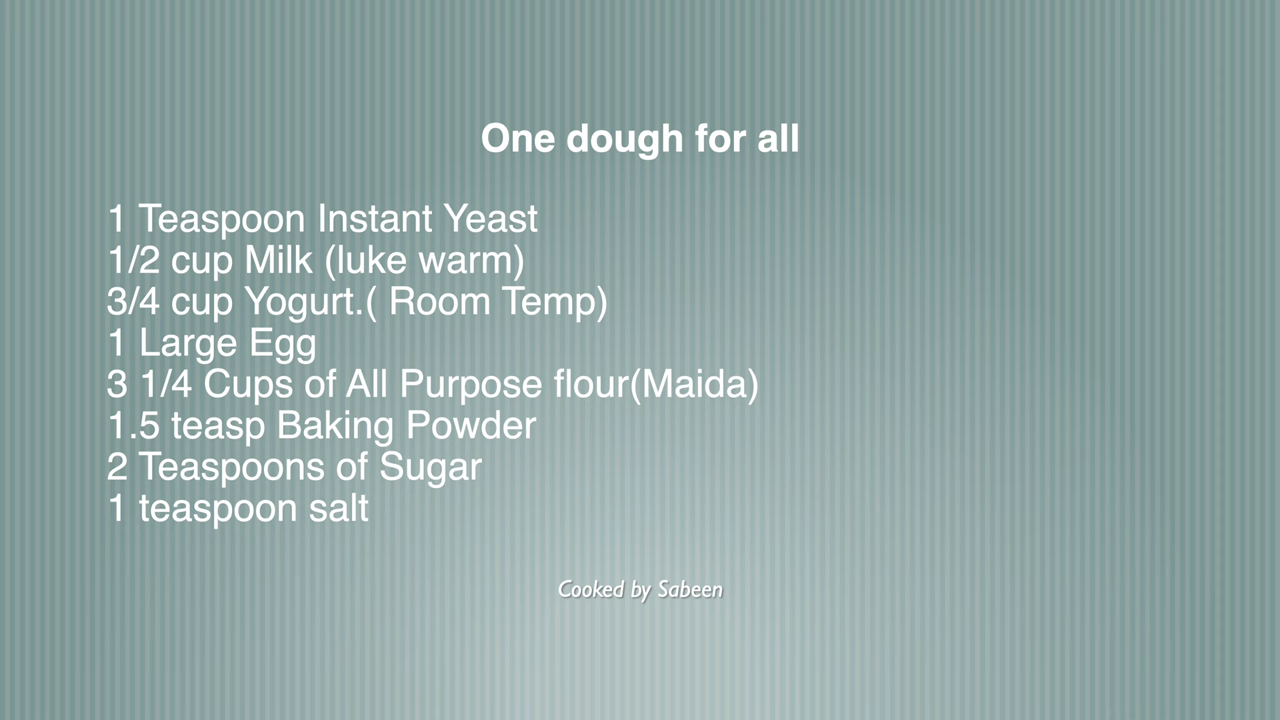 One dough for all
1 Teaspoon Instant Yeast
1/2 cup Milk (luke warm)
3/4 cup Yogurt.( Room Temp)
1 Large Egg
3 1/4 Cups of All Purpose flour(Maida)
1.5 teasp Baking Powder
2 Teaspoons of Sugar
1 teaspoon salt
Cooked by Sabeen